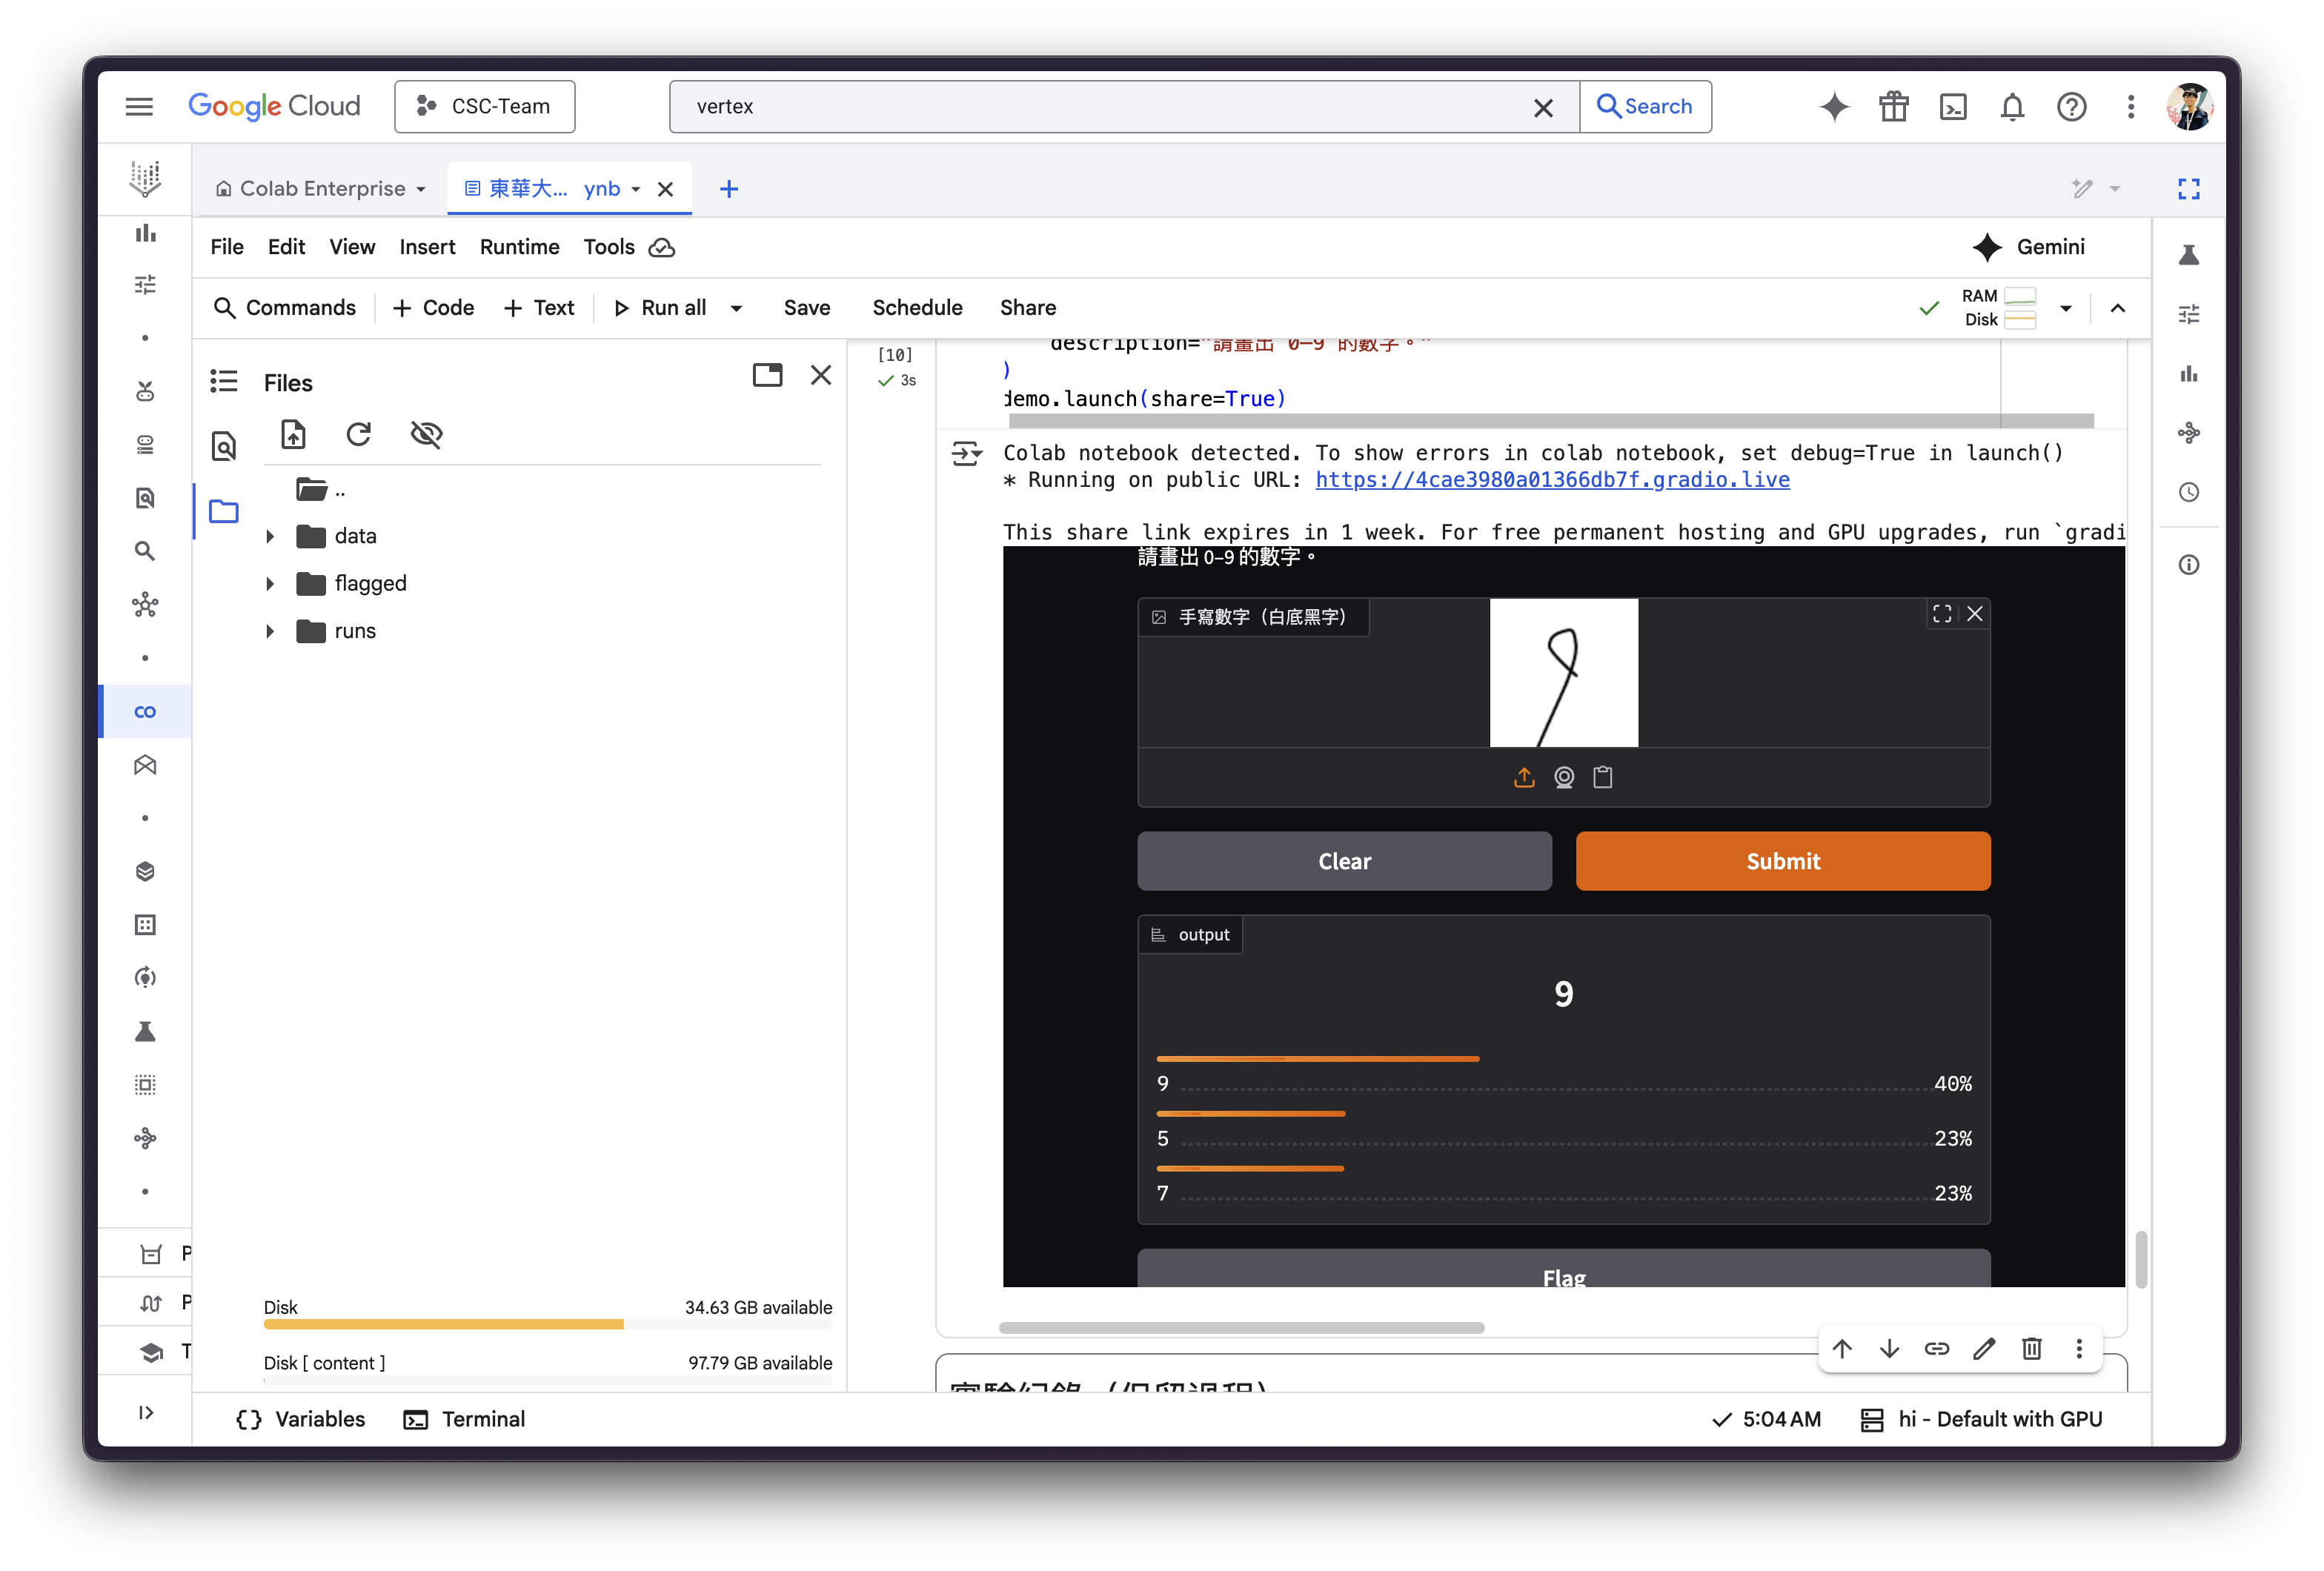 Google Cloud
CSC-Team
vertex
Search
Colab Enterprise
東華大... ynb
File Edit View Insert Runtime Tools
Gemini
Commands + Code + Text Run all Save Schedule Share
RAM
Disk
Files
..
data
flagged
runs
Disk 34.63 GB available
Disk [ content ] 97.79 GB available
[10]
3s
description="請畫出 0–9 的數字。"
)
demo.launch(share=True)
Colab notebook detected. To show errors in colab notebook, set debug=True in launch()
* Running on public URL: https://4cae3980a01366db7f.gradio.live
This share link expires in 1 week. For free permanent hosting and GPU upgrades, run `gradi
請畫出 0–9 的數字。
手寫數字（白底黑字）
Clear
Submit
output
9
9 40%
5 23%
7 23%
Flag
P
P
T
Variables
Terminal
5:04 AM
hi - Default with GPU